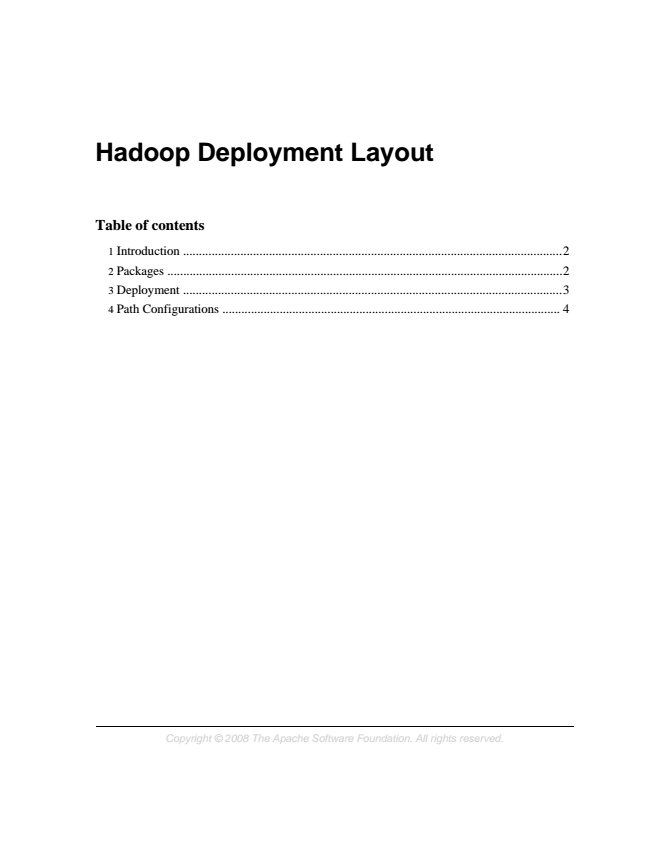 Hadoop Deployment Layout
Table of contents
1 Introduction ........................................................................................................................2
2 Packages .............................................................................................................................2
3 Deployment ........................................................................................................................3
4 Path Configurations .......................................................................................................... 4
Copyright © 2008 The Apache Software Foundation. All rights reserved.